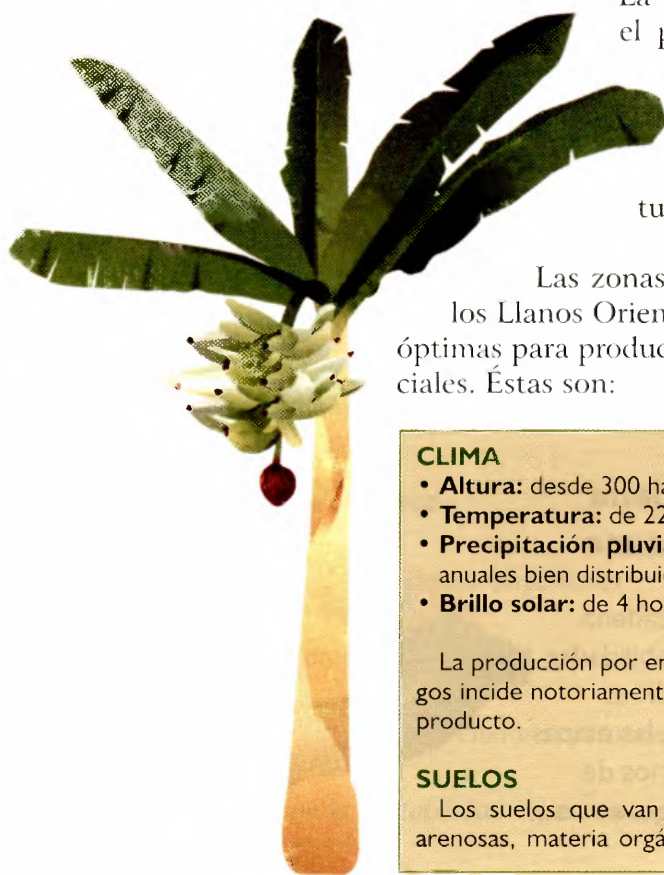 La
el p
tu
Las zonas
los Llanos Orien
óptimas para produc
ciales. Éstas son:
CLIMA
• Altura: desde 300 ha
• Temperatura: de 22
• Precipitación pluvi
anuales bien distribui
• Brillo solar: de 4 ho
La producción por en
gos incide notoriament
producto.
SUELOS
Los suelos que van
arenosas, materia orgá